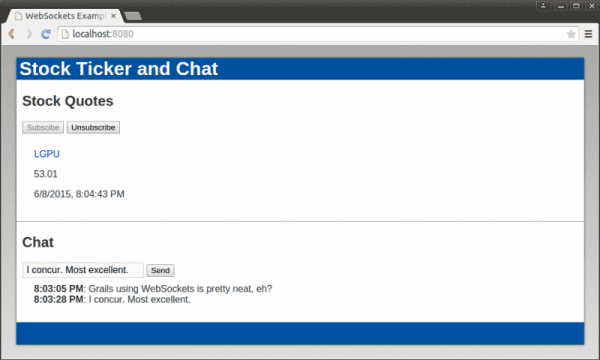 WebSockets Exampl
localhost:8080
Stock Ticker and Chat
Stock Quotes
Subscibe Unsubscribe
LGPU
53.01
6/8/2015, 8:04:43 PM
Chat
I concur. Most excellent. Send
8:03:05 PM: Grails using WebSockets is pretty neat, eh?
8:03:28 PM: I concur. Most excellent.